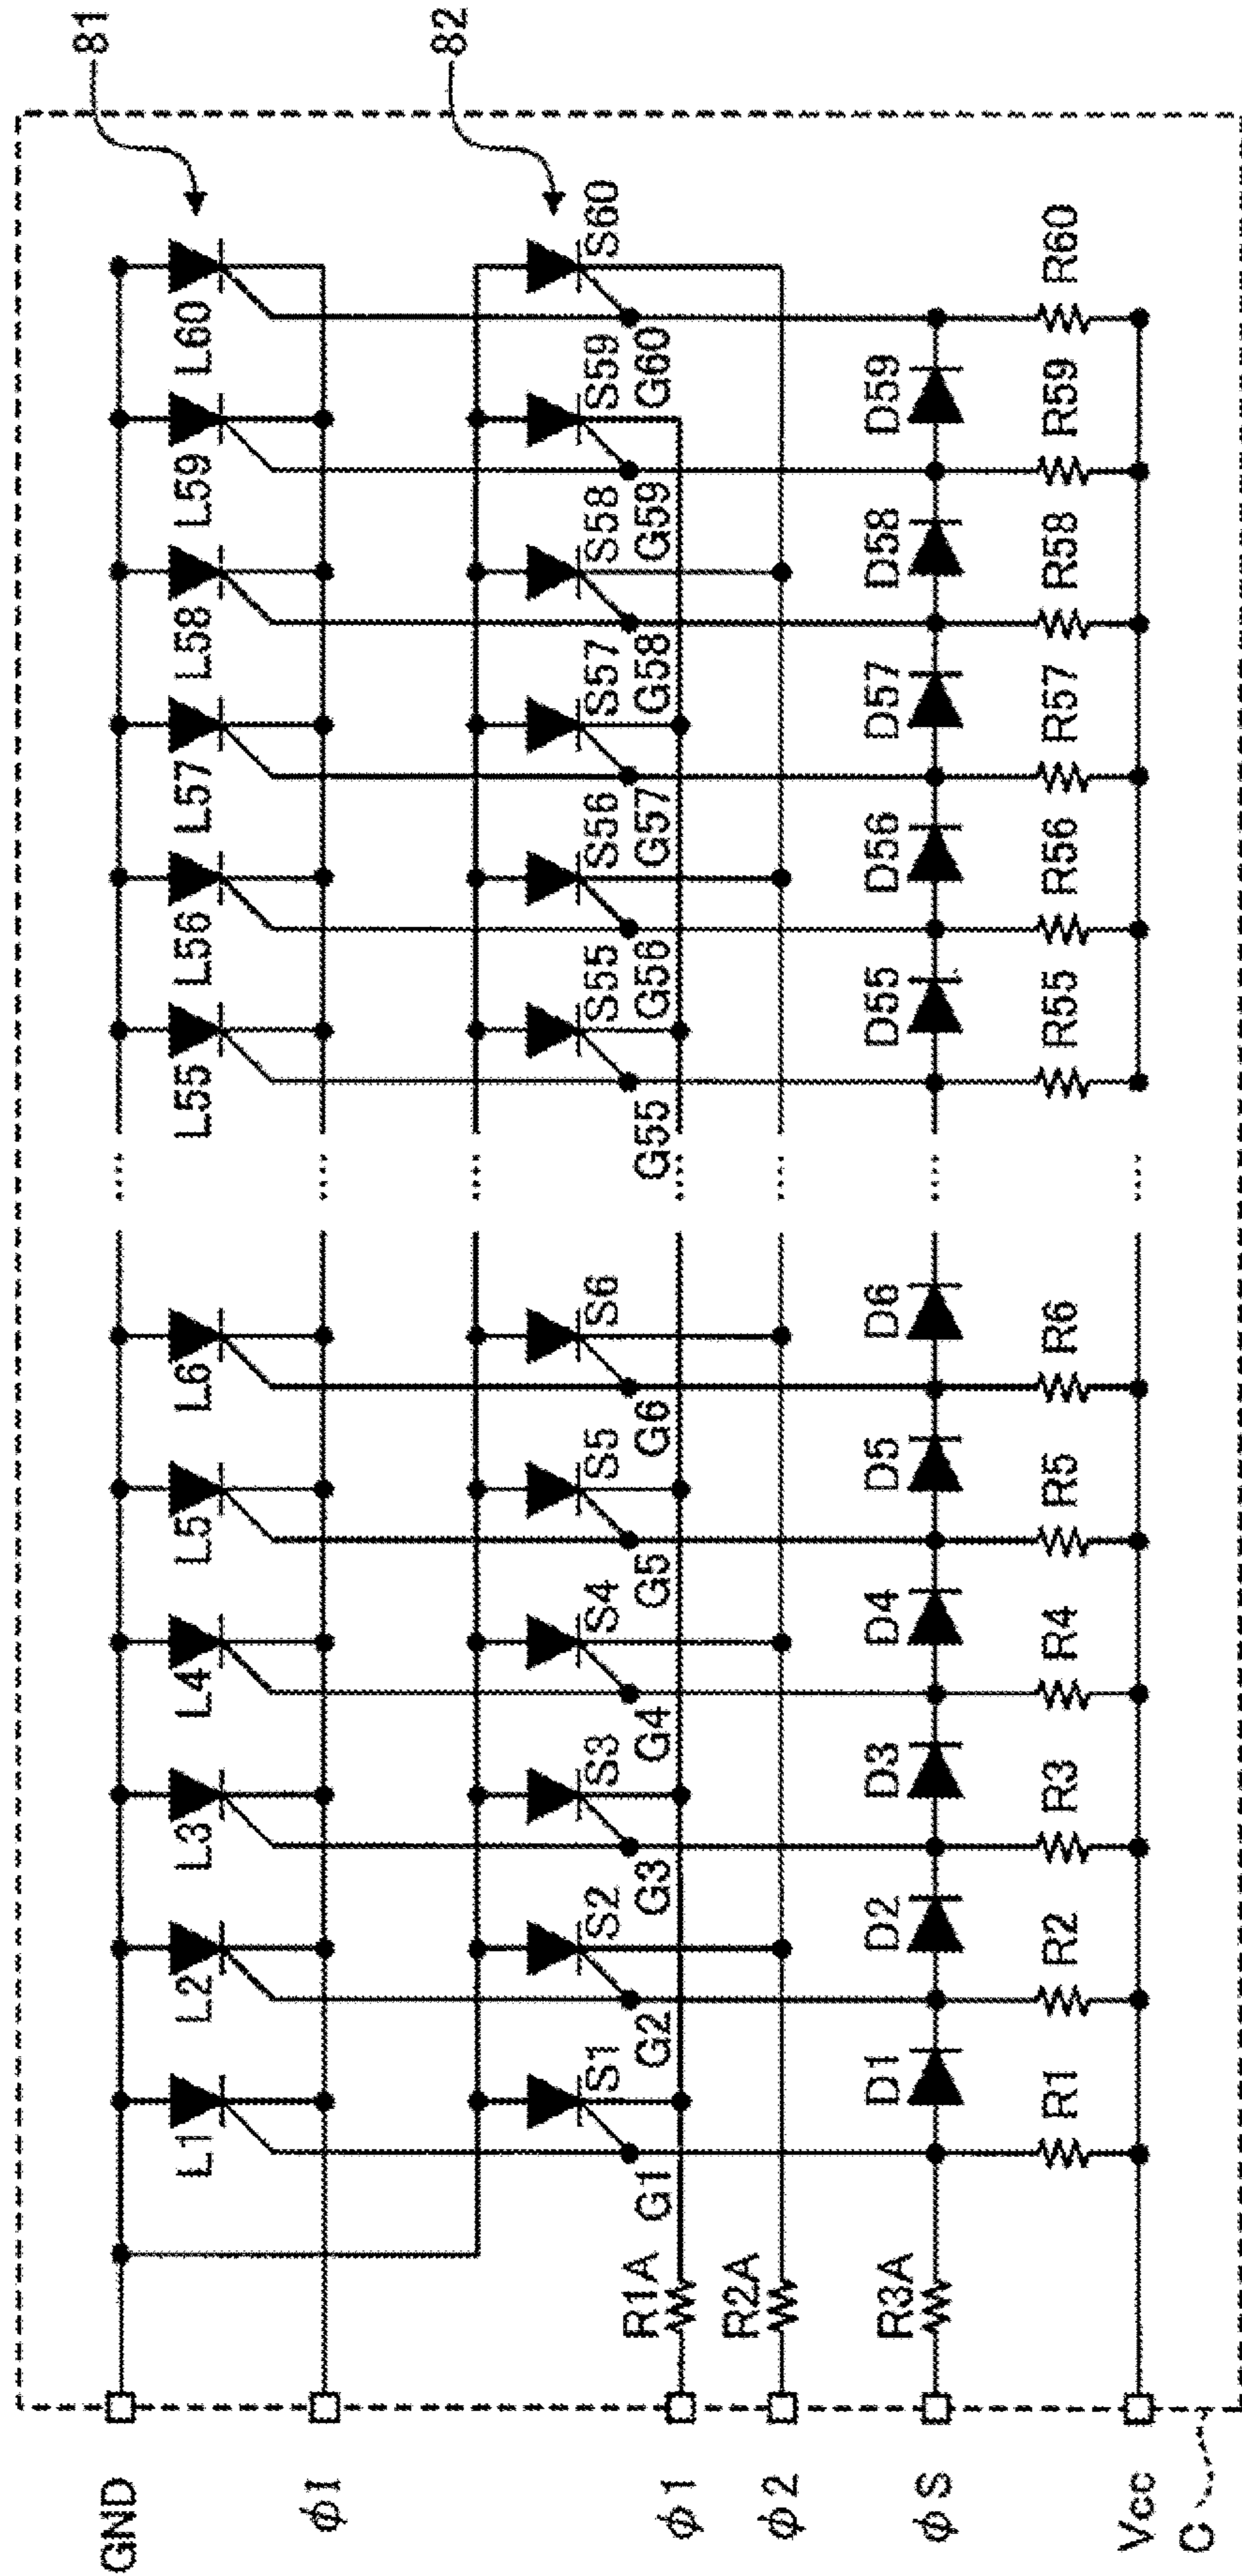 81
GND
L1 L2 L3 L4 L5 L6 L55 L56 L57 L58 L59 L60
φI
82
S1 S2 S3 S4 S5 S6 S55 S56 S57 S58 S59 S60
G1 G2 G3 G4 G5 G6 G55 G56 G57 G58 G59 G60
φ1 R1A
φ2 R2A
D1 D2 D3 D4 D5 D6 D55 D56 D57 D58 D59
φS R3A
R1 R2 R3 R4 R5 R6 R55 R56 R57 R58 R59 R60
Vcc
C